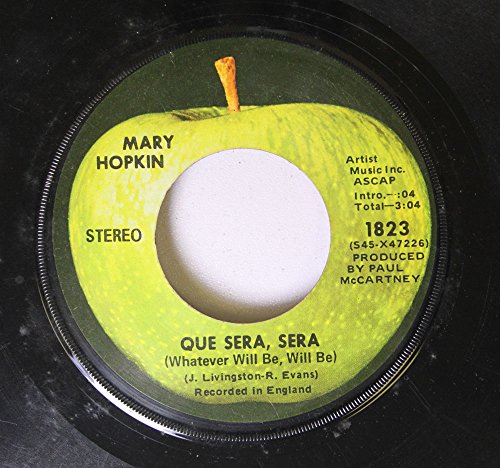 MARY
HOPKIN
STEREO
Artist
Music Inc.
ASCAP
Intro.—:04
Total—3:04
1823
(S45-X47226)
PRODUCED
BY PAUL
McCARTNEY
QUE SERA, SERA
(Whatever Will Be, Will Be)
(J. Livingston-R. Evans)
Recorded in England